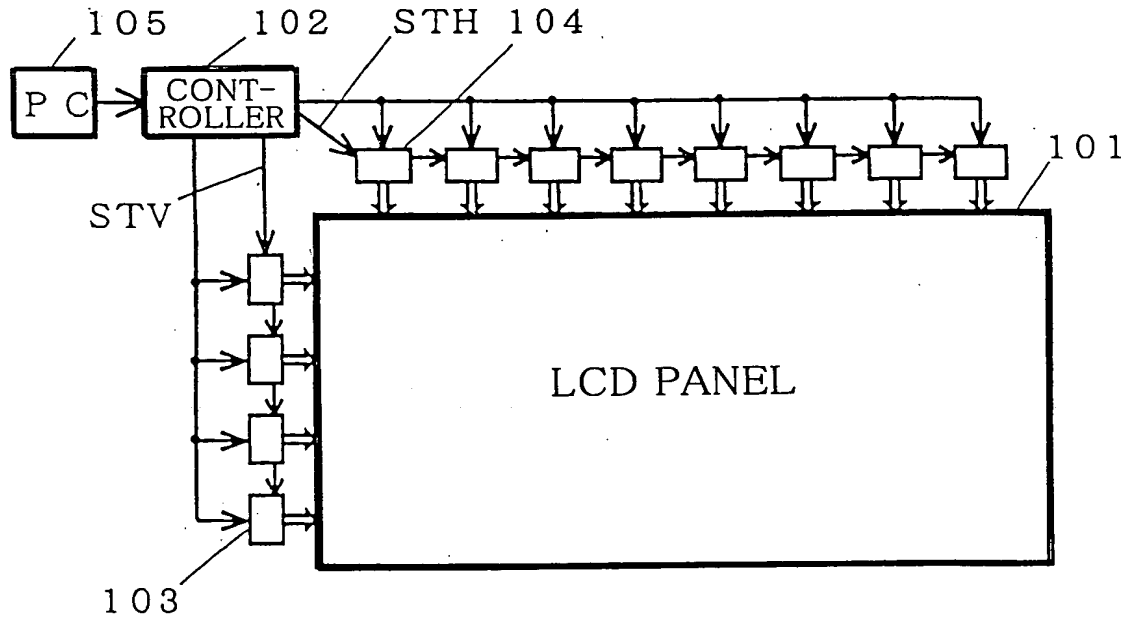 105 102 STH 104
P C
CONT-
ROLLER
101
STV
LCD PANEL
103